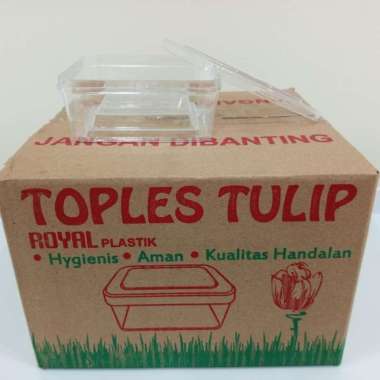 JANGAN DIBANTING
TOPLES TULIP
ROYAL PLASTIK
• Hygienis • Aman • Kualitas Handalan